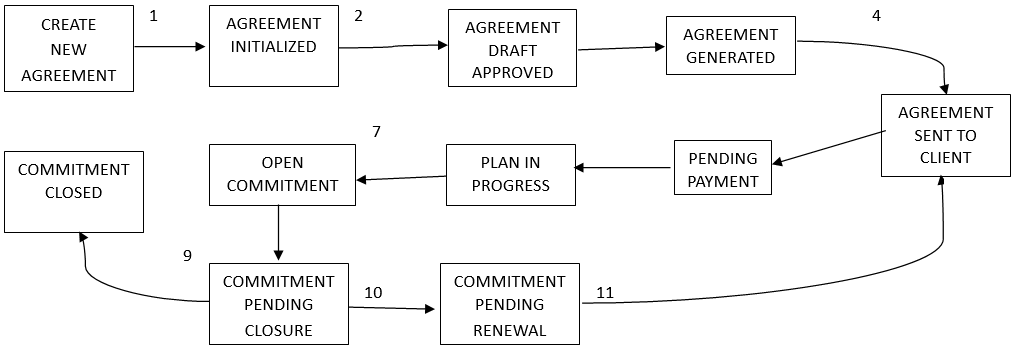 CREATE
NEW
AGREEMENT
1
AGREEMENT
INITIALIZED
2
AGREEMENT
DRAFT
APPROVED
AGREEMENT
GENERATED
4
AGREEMENT
SENT TO
CLIENT
PENDING
PAYMENT
PLAN IN
PROGRESS
7
OPEN
COMMITMENT
COMMITMENT
CLOSED
9
COMMITMENT
PENDING
CLOSURE
10
COMMITMENT
PENDING
RENEWAL
11